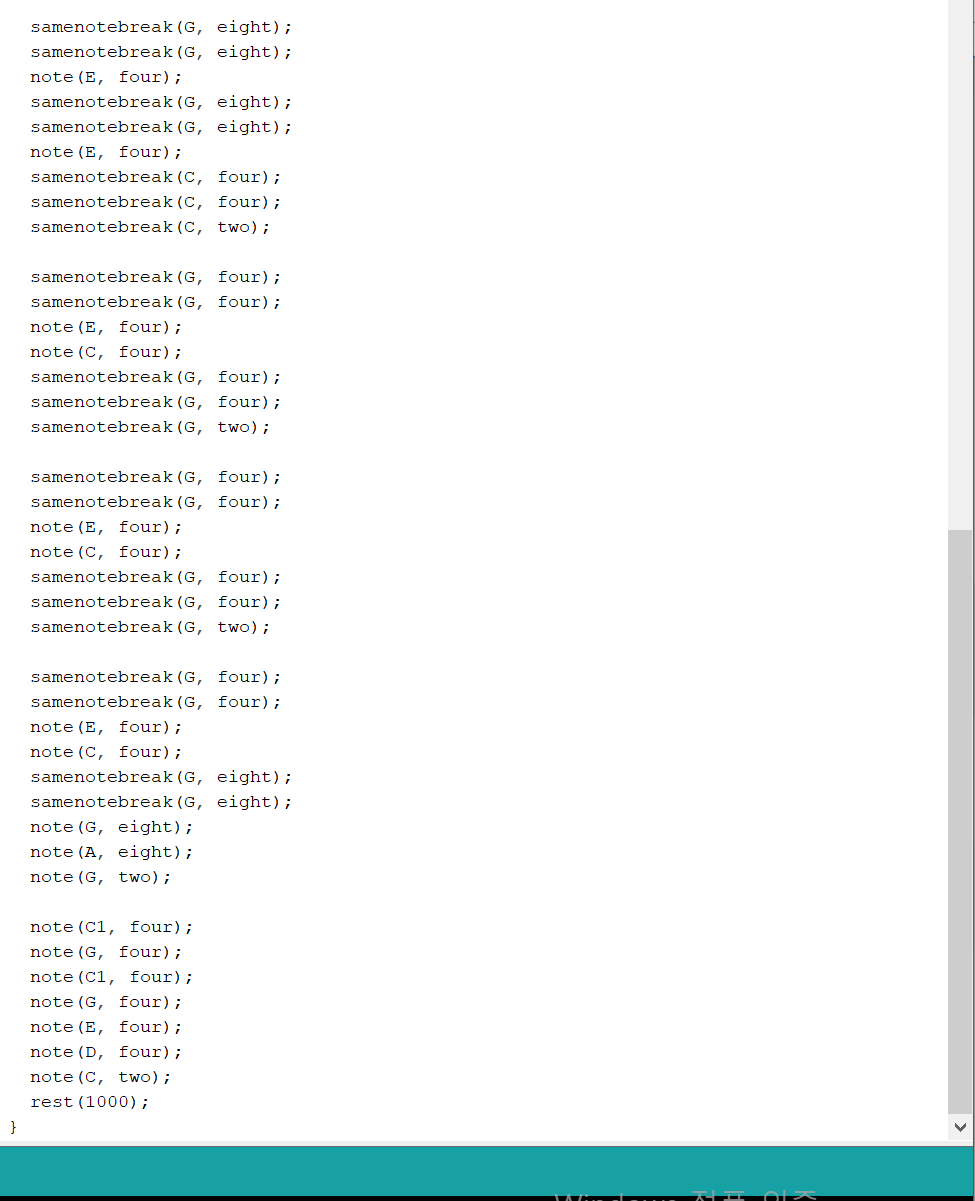 samenotebreak(G, eight);
samenotebreak(G, eight);
note(E, four);
samenotebreak(G, eight);
samenotebreak(G, eight);
note(E, four);
samenotebreak(C, four);
samenotebreak(C, four);
samenotebreak(C, two);
samenotebreak(G, four);
samenotebreak(G, four);
note(E, four);
note(C, four);
samenotebreak(G, four);
samenotebreak(G, four);
samenotebreak(G, two);
samenotebreak(G, four);
samenotebreak(G, four);
note(E, four);
note(C, four);
samenotebreak(G, four);
samenotebreak(G, four);
samenotebreak(G, two);
samenotebreak(G, four);
samenotebreak(G, four);
note(E, four);
note(C, four);
samenotebreak(G, eight);
samenotebreak(G, eight);
note(G, eight);
note(A, eight);
note(G, two);
note(C1, four);
note(G, four);
note(C1, four);
note(G, four);
note(E, four);
note(D, four);
note(C, two);
rest(1000);
}
Windows 정품 인증